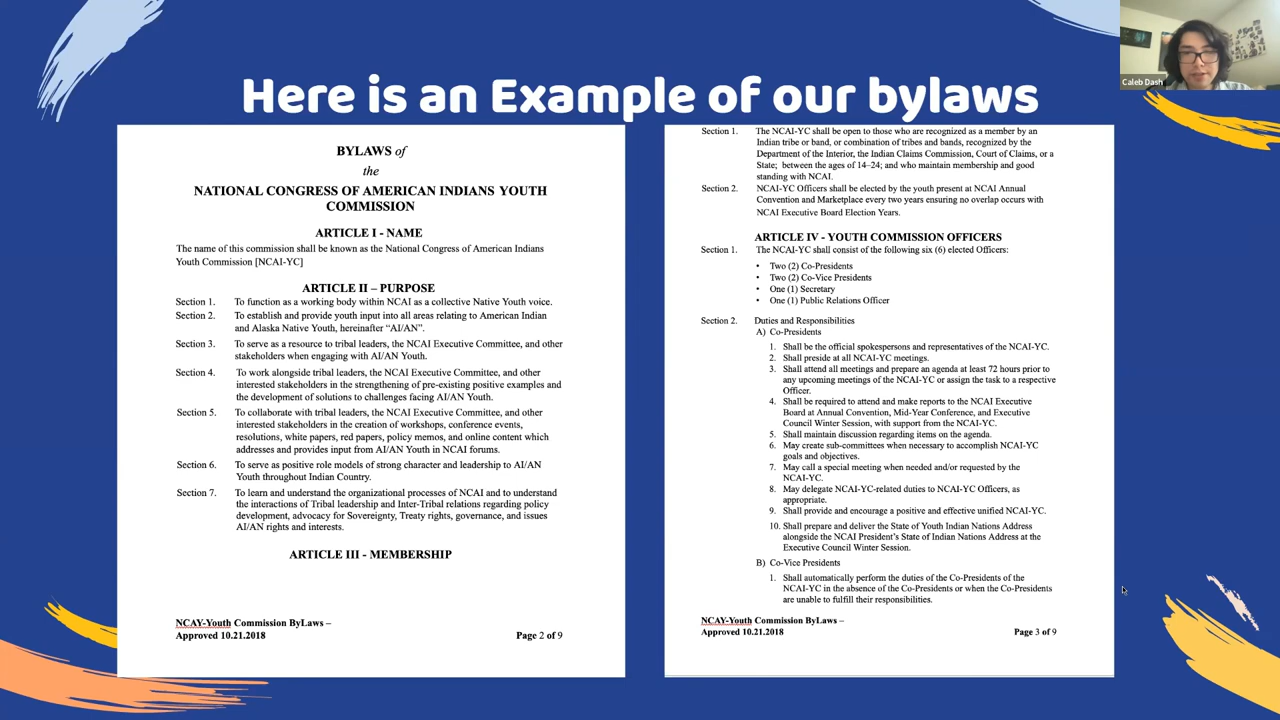 Here is an Example of our bylaws
Caleb Dash
BYLAWS of
the
NATIONAL CONGRESS OF AMERICAN INDIANS YOUTH
COMMISSION
ARTICLE I - NAME
The name of this commission shall be known as the National Congress of American Indians
Youth Commission [NCAI-YC]
ARTICLE II – PURPOSE
Section 1. To function as a working body within NCAI as a collective Native Youth voice.
Section 2. To establish and provide youth input into all areas relating to American Indian
and Alaska Native Youth, hereinafter “AI/AN”.
Section 3. To serve as a resource to tribal leaders, the NCAI Executive Committee, and other
stakeholders when engaging with AI/AN Youth.
Section 4. To work alongside tribal leaders, the NCAI Executive Committee, and other
interested stakeholders in the strengthening of pre-existing positive examples and
the development of solutions to challenges facing AI/AN Youth.
Section 5. To collaborate with tribal leaders, the NCAI Executive Committee, and other
interested stakeholders in the creation of workshops, conference events,
resolutions, white papers, red papers, policy memos, and online content which
addresses and provides input from AI/AN Youth in NCAI forums.
Section 6. To serve as positive role models of strong character and leadership to AI/AN
Youth throughout Indian Country.
Section 7. To learn and understand the organizational processes of NCAI and to understand
the interactions of Tribal leadership and Inter-Tribal relations regarding policy
development, advocacy for Sovereignty, Treaty rights, governance, and issues
AI/AN rights and interests.
ARTICLE III - MEMBERSHIP
NCAY-Youth Commission ByLaws –
Approved 10.21.2018 Page 2 of 9
Section 1. The NCAI-YC shall be open to those who are recognized as a member by an
Indian tribe or band, or combination of tribes and bands, recognized by the
Department of the Interior, the Indian Claims Commission, Court of Claims, or a
State; between the ages of 14–24; and who maintain membership and good
standing with NCAI.
Section 2. NCAI-YC Officers shall be elected by the youth present at NCAI Annual
Convention and Marketplace every two years ensuring no overlap occurs with
NCAI Executive Board Election Years.
ARTICLE IV - YOUTH COMMISSION OFFICERS
Section 1. The NCAI-YC shall consist of the following six (6) elected Officers:
• Two (2) Co-Presidents
• Two (2) Co-Vice Presidents
• One (1) Secretary
• One (1) Public Relations Officer
Section 2. Duties and Responsibilities
A) Co-Presidents
1. Shall be the official spokespersons and representatives of the NCAI-YC.
2. Shall preside at all NCAI-YC meetings.
3. Shall attend all meetings and prepare an agenda at least 72 hours prior to
any upcoming meetings of the NCAI-YC or assign the task to a respective
Officer.
4. Shall be required to attend and make reports to the NCAI Executive
Board at Annual Convention, Mid-Year Conference, and Executive
Council Winter Session, with support from the NCAI-YC.
5. Shall maintain discussion regarding items on the agenda.
6. May create sub-committees when necessary to accomplish NCAI-YC
goals and objectives.
7. May call a special meeting when needed and/or requested by the
NCAI-YC.
8. May delegate NCAI-YC-related duties to NCAI-YC Officers, as
appropriate.
9. Shall provide and encourage a positive and effective unified NCAI-YC.
10. Shall prepare and deliver the State of Youth Indian Nations Address
alongside the NCAI President’s State of Indian Nations Address at the
Executive Council Winter Session.
B) Co-Vice Presidents
1. Shall automatically perform the duties of the Co-Presidents of the
NCAI-YC in the absence of the Co-Presidents or when the Co-Presidents
are unable to fulfill their responsibilities.
NCAY-Youth Commission ByLaws –
Approved 10.21.2018 Page 3 of 9